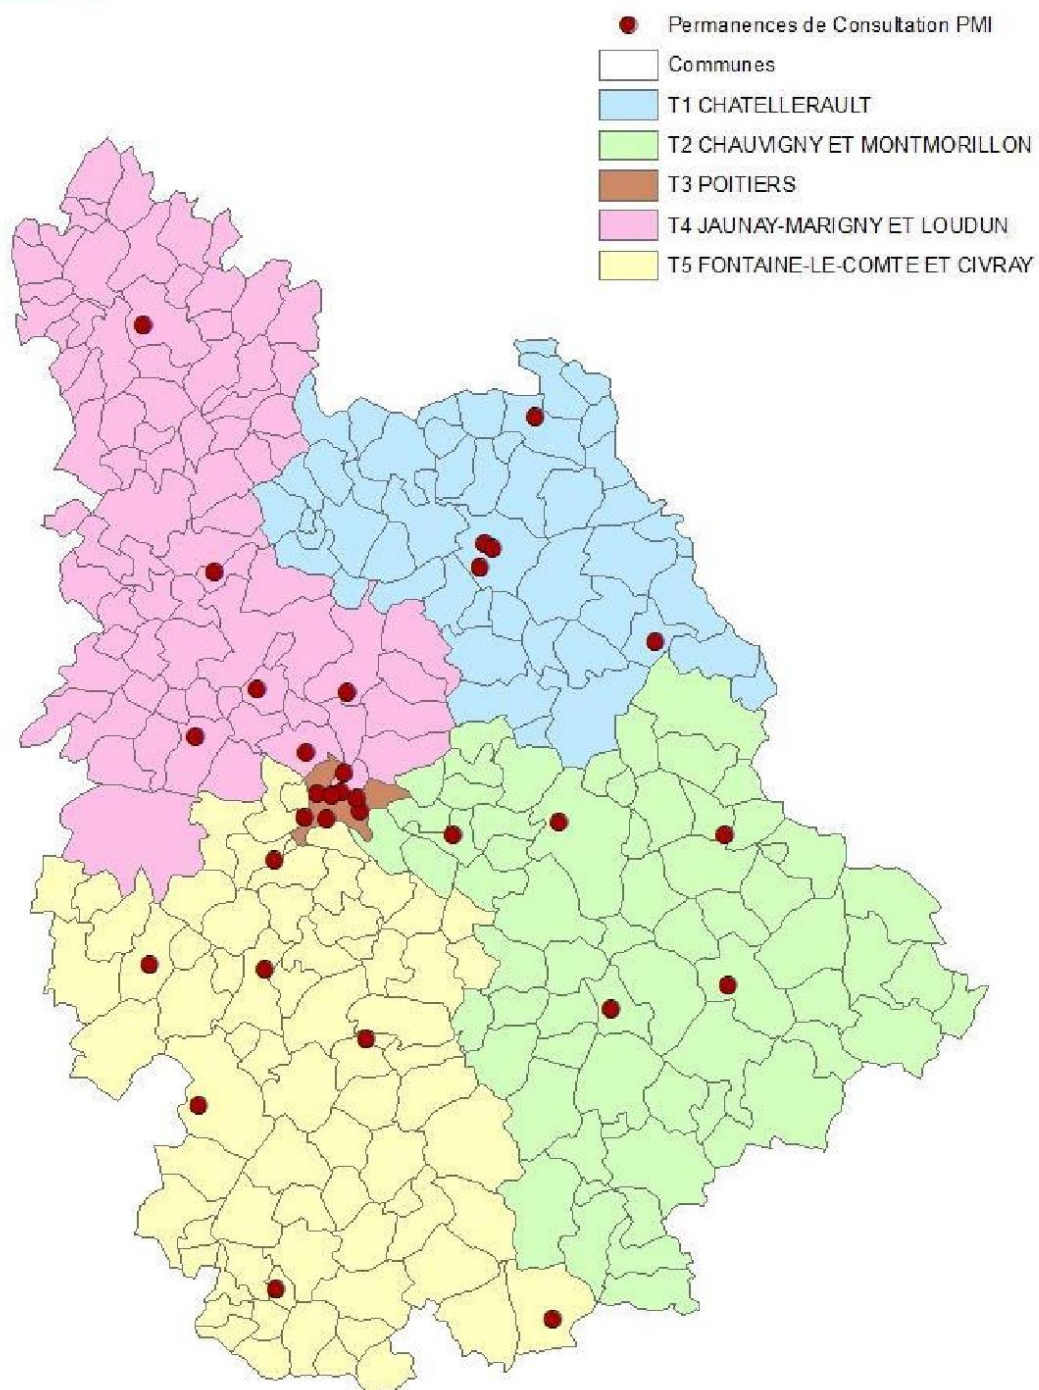 Permanences de Consultation PMI
Communes
T1 CHATELLERAULT
T2 CHAUVIGNY ET MONTMORILLON
T3 POITIERS
T4 JAUNAY-MARIGNY ET LOUDUN
T5 FONTAINE-LE-COMTE ET CIVRAY